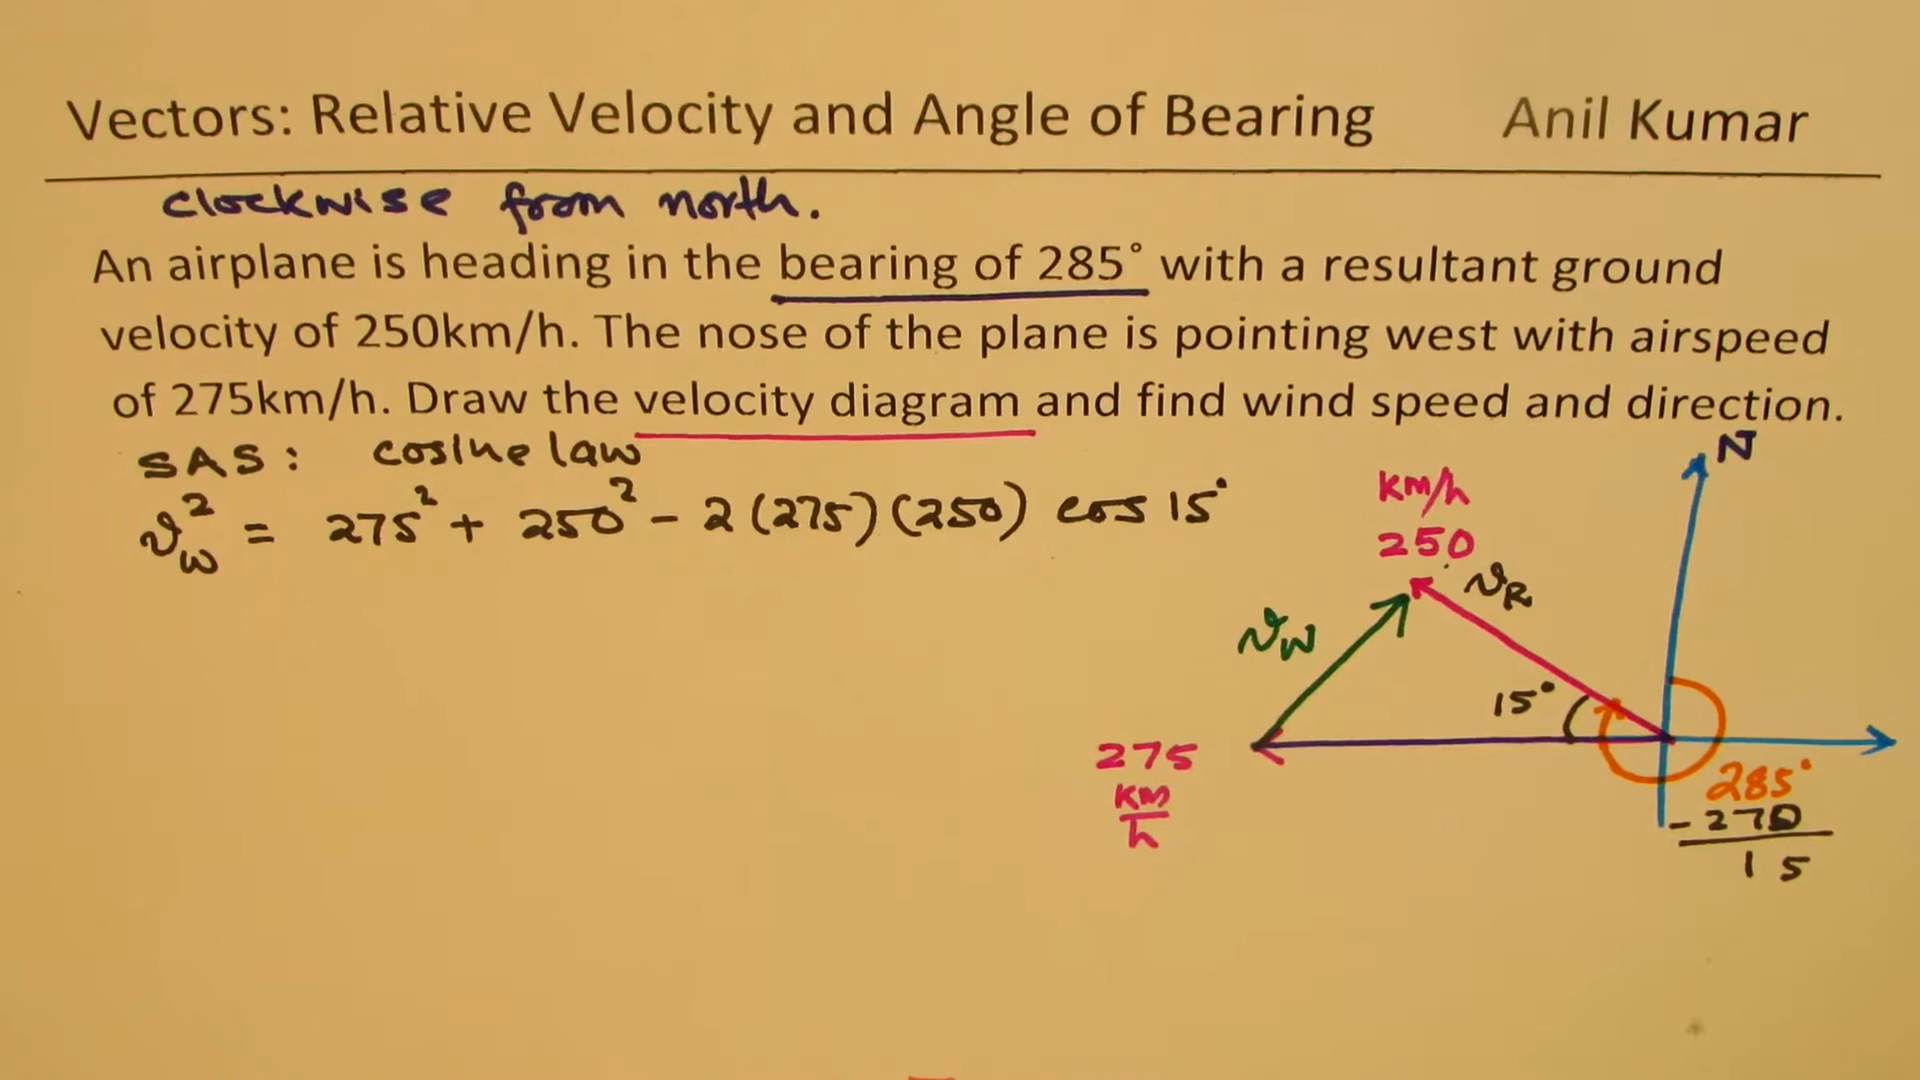 Vectors: Relative Velocity and Angle of Bearing Anil Kumar
clockwise from north.
An airplane is heading in the bearing of 285° with a resultant ground
velocity of 250km/h. The nose of the plane is pointing west with airspeed
of 275km/h. Draw the velocity diagram and find wind speed and direction.
SAS: cosine law
v_w² = 275² + 250² - 2 (275) (250) cos 15°
N
km/h
250
v_R
v_w
15°
275
km/h
285°
- 270
15